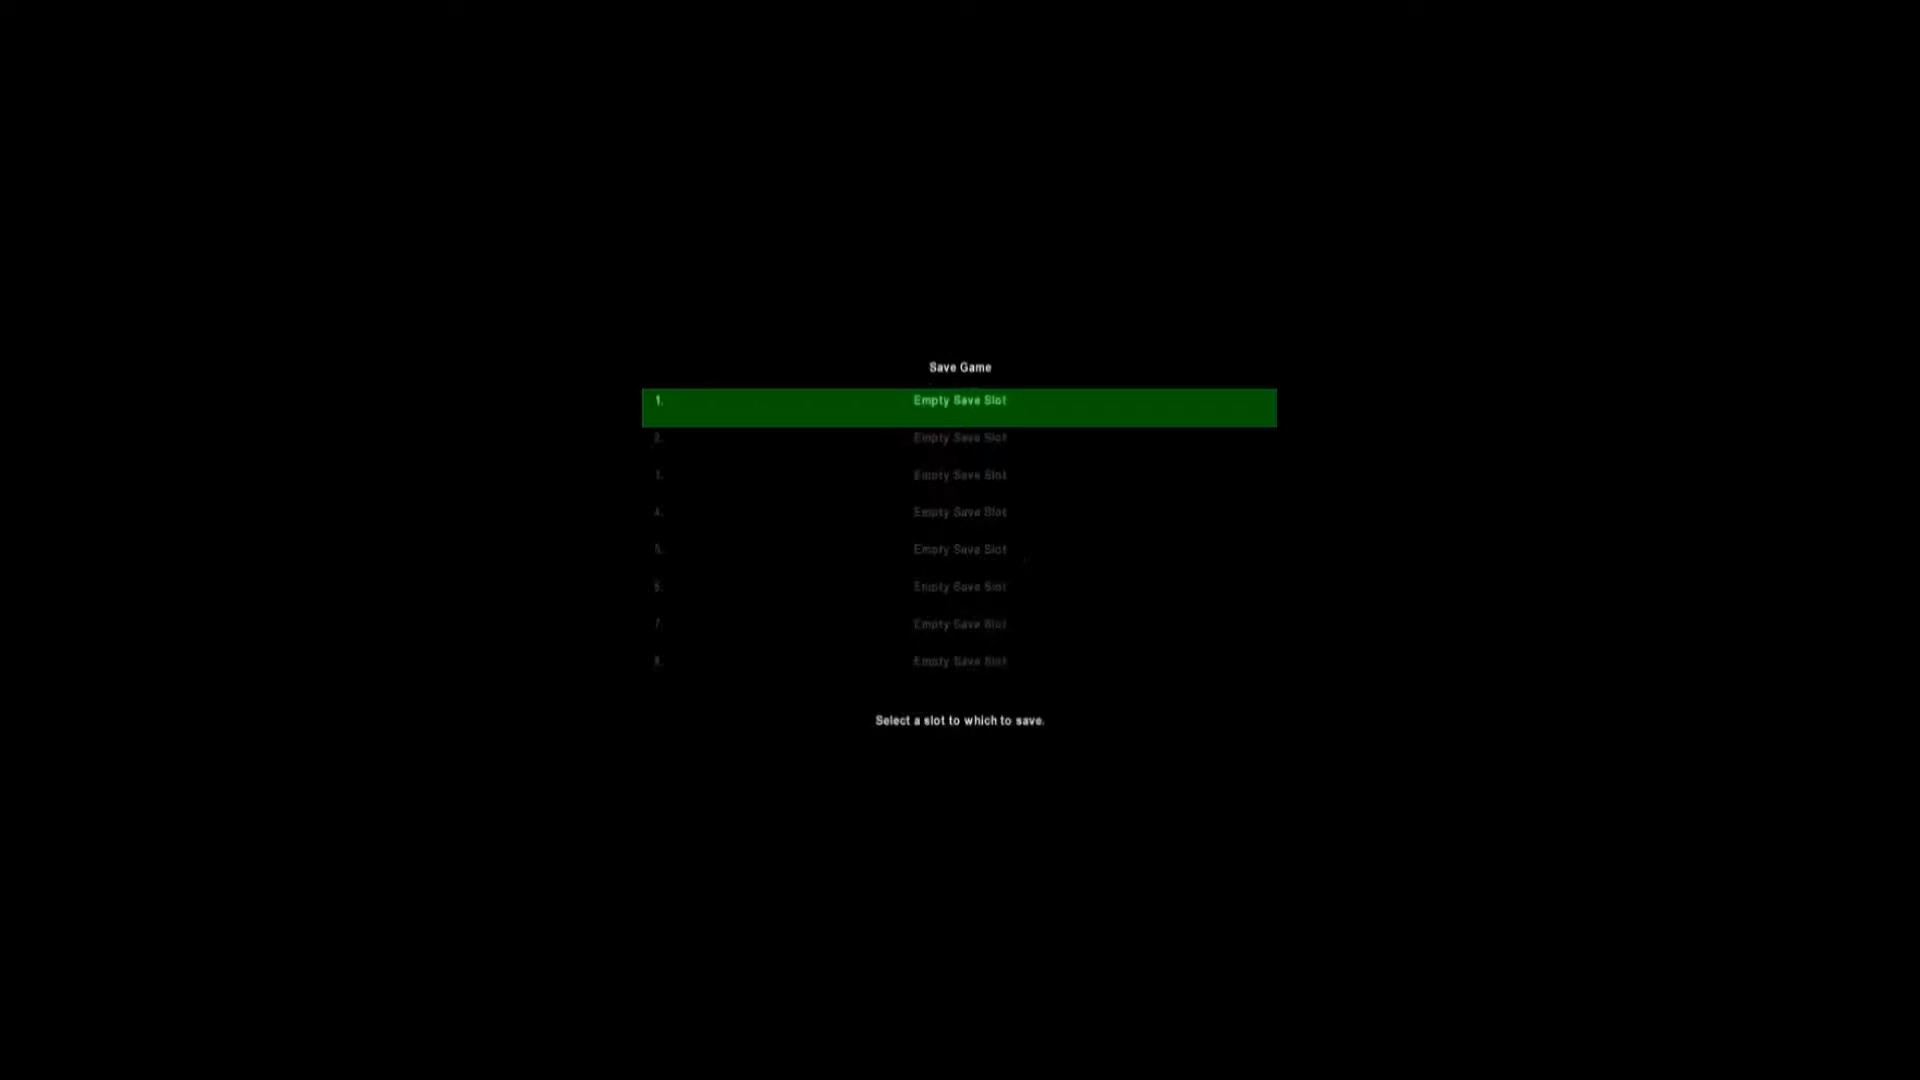 Save Game
1. Empty Save Slot
2. Empty Save Slot
3. Empty Save Slot
4. Empty Save Slot
5. Empty Save Slot
6. Empty Save Slot
7. Empty Save Slot
8. Empty Save Slot
Select a slot to which to save.